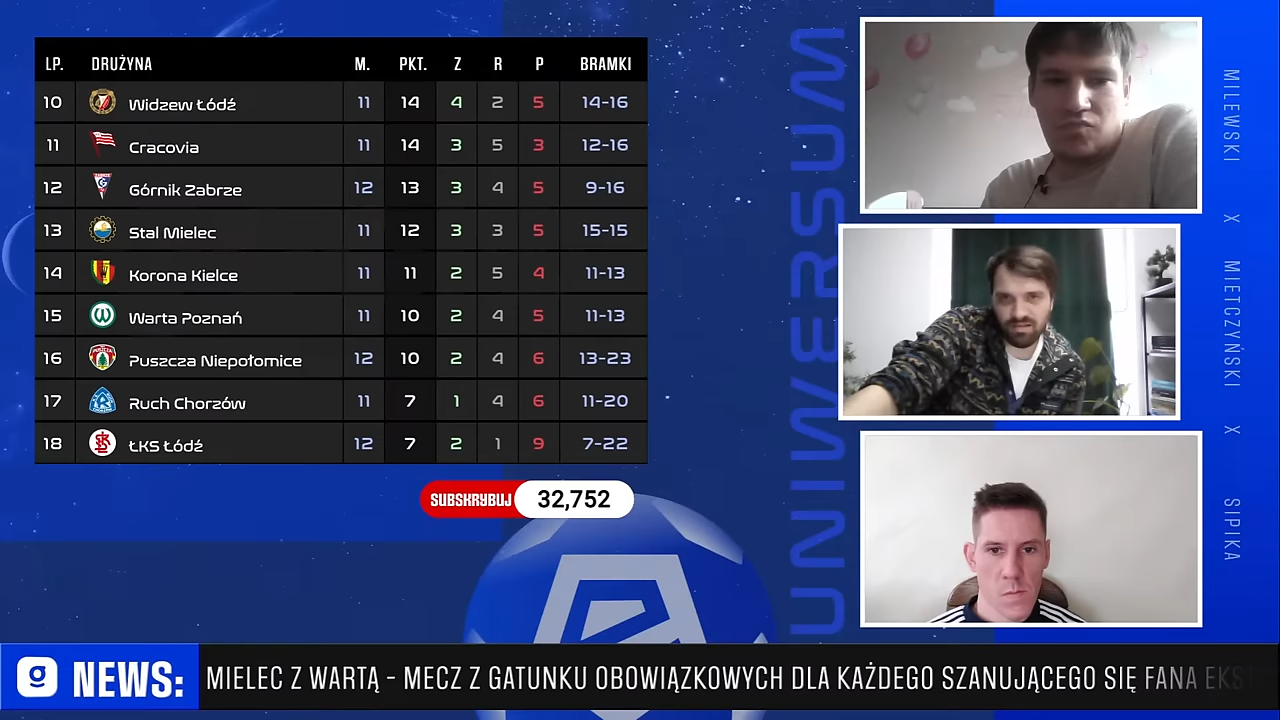 LP. DRUŻYNA M. PKT. Z R P BRAMKI
10 Widzew Łódź 11 14 4 2 5 14-16
11 Cracovia 11 14 3 5 3 12-16
12 Górnik Zabrze 12 13 3 4 5 9-16
13 Stal Mielec 11 12 3 3 5 15-15
14 Korona Kielce 11 11 2 5 4 11-13
15 Warta Poznań 11 10 2 4 5 11-13
16 Puszcza Niepołomice 12 10 2 4 6 13-23
17 Ruch Chorzów 11 7 1 4 6 11-20
18 ŁKS Łódź 12 7 2 1 9 7-22
SUBSKRYBUJ 32,752
UNIWERSUM
MILEWSKI X MIETCZYŃSKI X SIPIKA
g NEWS: MIELEC Z WARTĄ - MECZ Z GATUNKU OBOWIĄZKOWYCH DLA KAŻDEGO SZANUJĄCEGO SIĘ FANA EKS